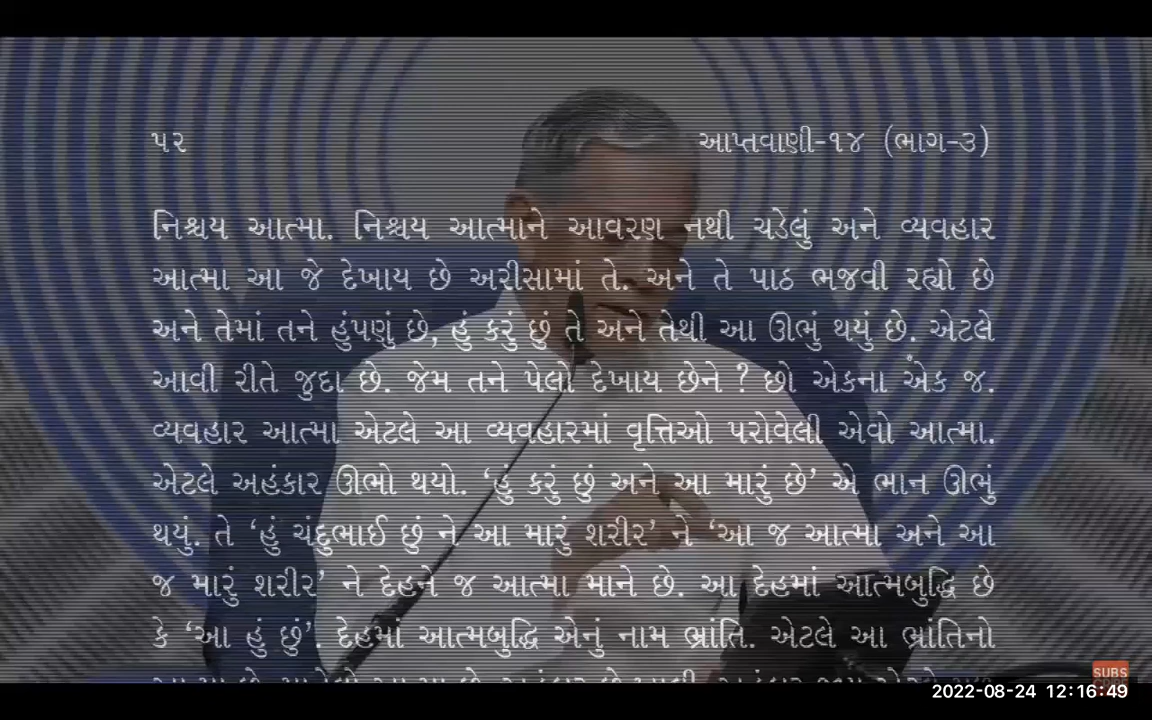 ૫૨ આપ્તવાણી-૧૪ (ભાગ-૩)
નિશ્ચય આત્મા. નિશ્ચય આત્માને આવરણ નથી ચડેલું અને વ્યવહાર
આત્મા આ જે દેખાય છે અરીસામાં તે. અને તે પાઠ ભજવી રહ્યો છે
અને તેમાં તને હુંપણું છે, હું કરું છું તે અને તેથી આ ઊભું થયું છે. એટલે
આવી રીતે જુદા છે. જેમ તને પેલો દેખાય છેને ? છો એકના એક જ.
વ્યવહાર આત્મા એટલે આ વ્યવહારમાં વૃત્તિઓ પરોવેલી એવો આત્મા.
એટલે અહંકાર ઊભો થયો. ‘હું કરું છું અને આ મારું છે’ એ ભાન ઊભું
થયું. તે ‘હું ચંદુભાઈ છું ને આ મારું શરીર’ ને ‘આ જ આત્મા અને આ
જ મારું શરીર’ ને દેહને જ આત્મા માને છે. આ દેહમાં આત્મબુદ્ધિ છે
કે ‘આ હું છું’. દેહમાં આત્મબુદ્ધિ એનું નામ ભ્રાંતિ. એટલે આ ભ્રાંતિનો
SUBS
2022-08-24 12:16:49